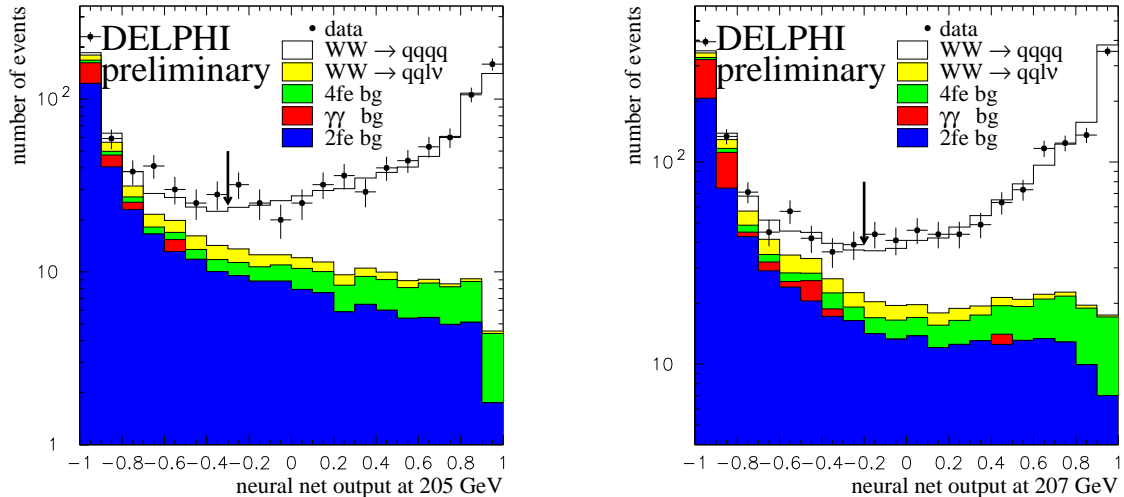 number of events
DELPHI
preliminary
data
WW → qqqq
WW → qqlν
4fe bg
γγ bg
2fe bg
10²
10
1
−1 −0.8 −0.6 −0.4 −0.2 0 0.2 0.4 0.6 0.8 1
neural net output at 205 GeV
number of events
DELPHI
preliminary
data
WW → qqqq
WW → qqlν
4fe bg
γγ bg
2fe bg
10²
10
−1 −0.8 −0.6 −0.4 −0.2 0 0.2 0.4 0.6 0.8 1
neural net output at 207 GeV